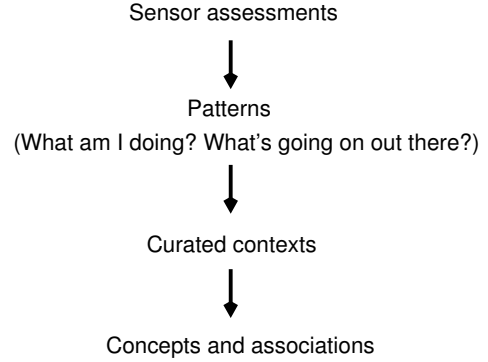 Sensor assessments
Patterns
(What am I doing? What's going on out there?)
Curated contexts
Concepts and associations